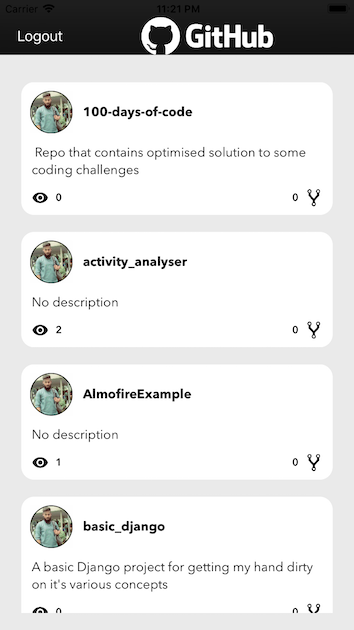 Carrier 11:21 PM
Logout GitHub
100-days-of-code
Repo that contains optimised solution to some
coding challenges
0 0
activity_analyser
No description
2 0
AlmofireExample
No description
1 0
basic_django
A basic Django project for getting my hand dirty
on it's various concepts
0 0